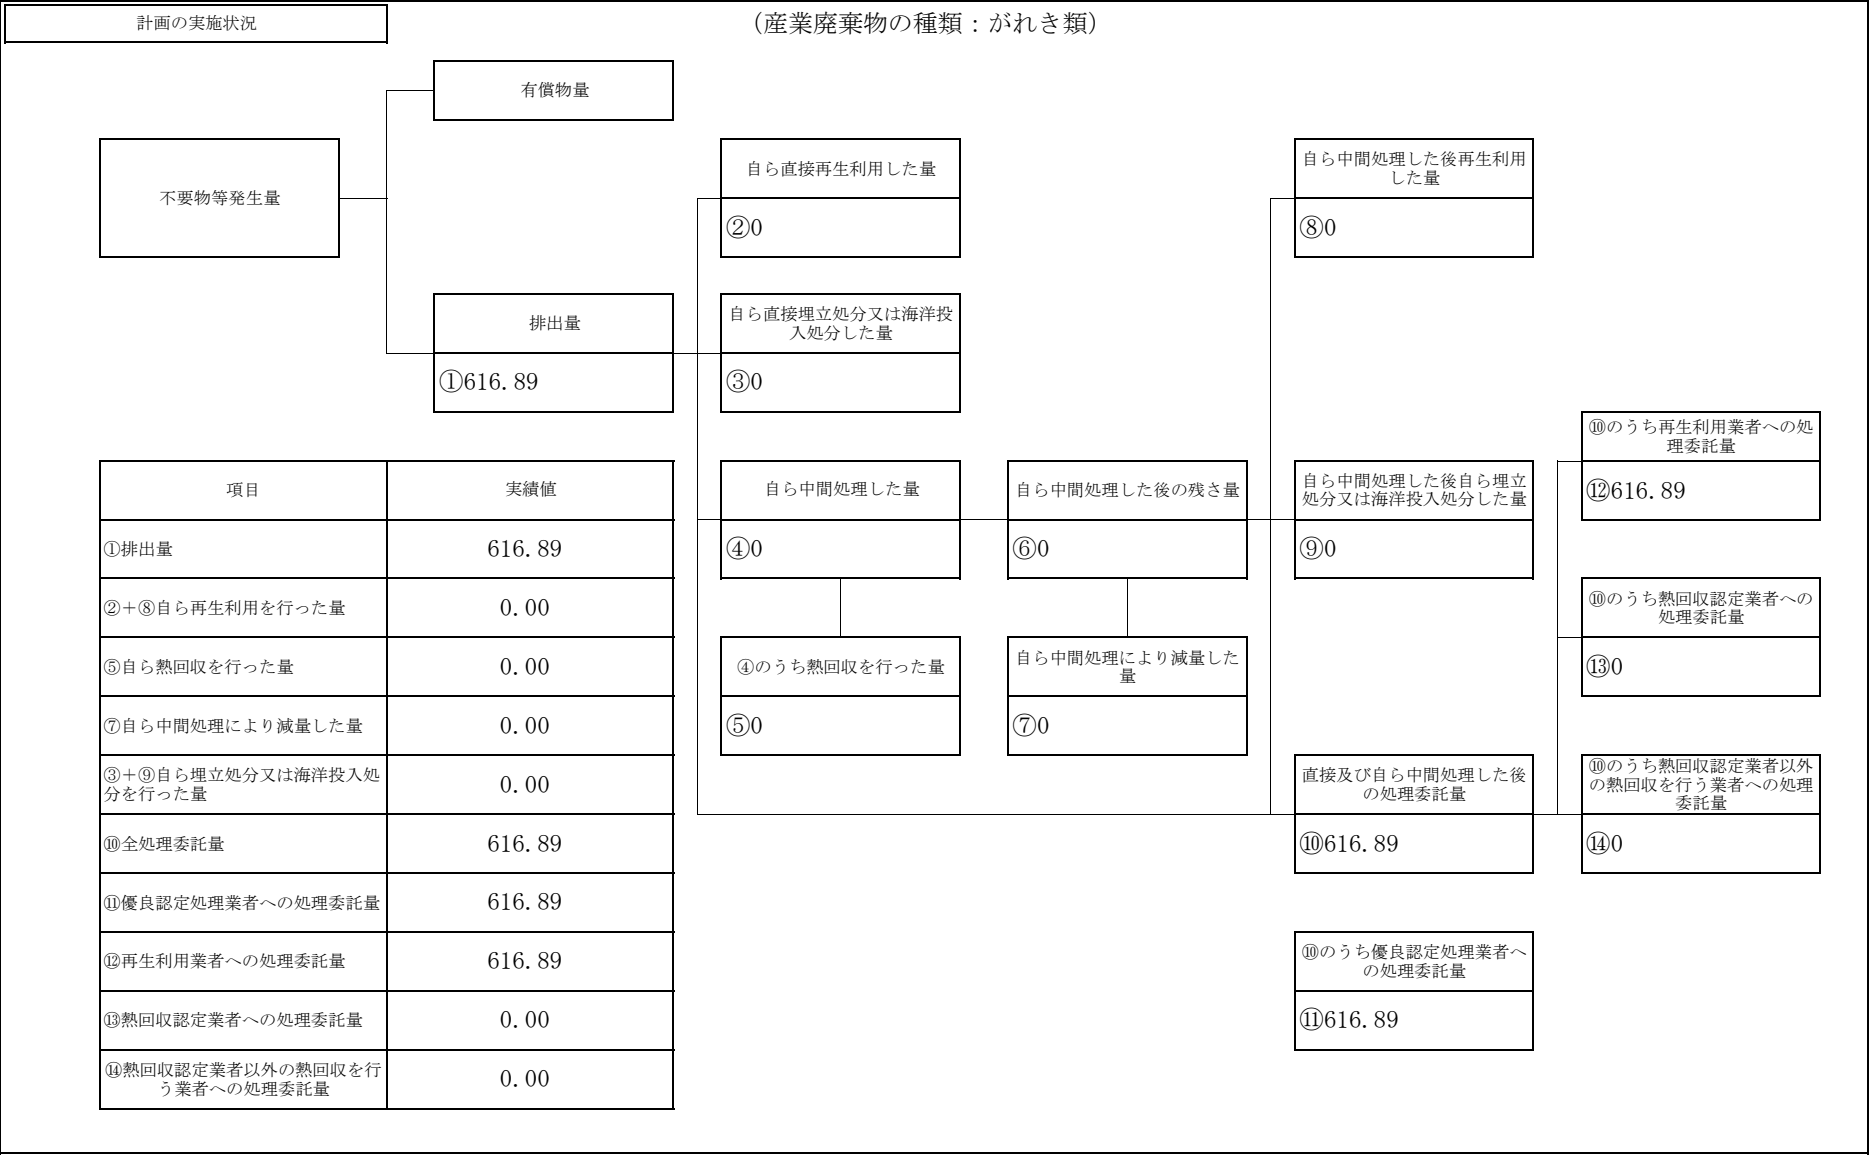 計画の実施状況
（産業廃棄物の種類：がれき類）
有償物量
不要物等発生量
自ら直接再生利用した量
②0
自ら中間処理した後再生利用
した量
⑧0
排出量
①616.89
自ら直接埋立処分又は海洋投
入処分した量
③0
⑩のうち再生利用業者への処
理委託量
⑫616.89
自ら中間処理した量
④0
自ら中間処理した後の残さ量
⑥0
自ら中間処理した後自ら埋立
処分又は海洋投入処分した量
⑨0
⑩のうち熱回収認定業者への
処理委託量
⑬0
④のうち熱回収を行った量
⑤0
自ら中間処理により減量した
量
⑦0
直接及び自ら中間処理した後
の処理委託量
⑩616.89
⑩のうち熱回収認定業者以外
の熱回収を行う業者への処理
委託量
⑭0
⑩のうち優良認定処理業者へ
の処理委託量
⑪616.89
項目 実績値
①排出量 616.89
②＋⑧自ら再生利用を行った量 0.00
⑤自ら熱回収を行った量 0.00
⑦自ら中間処理により減量した量 0.00
③＋⑨自ら埋立処分又は海洋投入処
分を行った量 0.00
⑩全処理委託量 616.89
⑪優良認定処理業者への処理委託量 616.89
⑫再生利用業者への処理委託量 616.89
⑬熱回収認定業者への処理委託量 0.00
⑭熱回収認定業者以外の熱回収を行
う業者への処理委託量 0.00